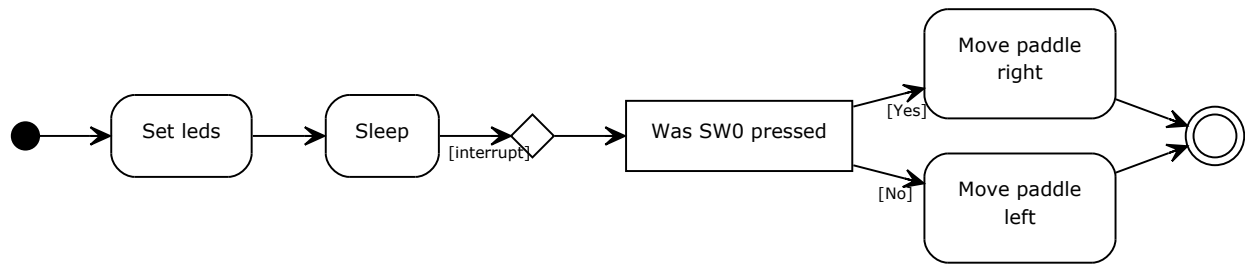 Set leds
Sleep
[interrupt]
Was SW0 pressed
[Yes]
Move paddle
right
[No]
Move paddle
left